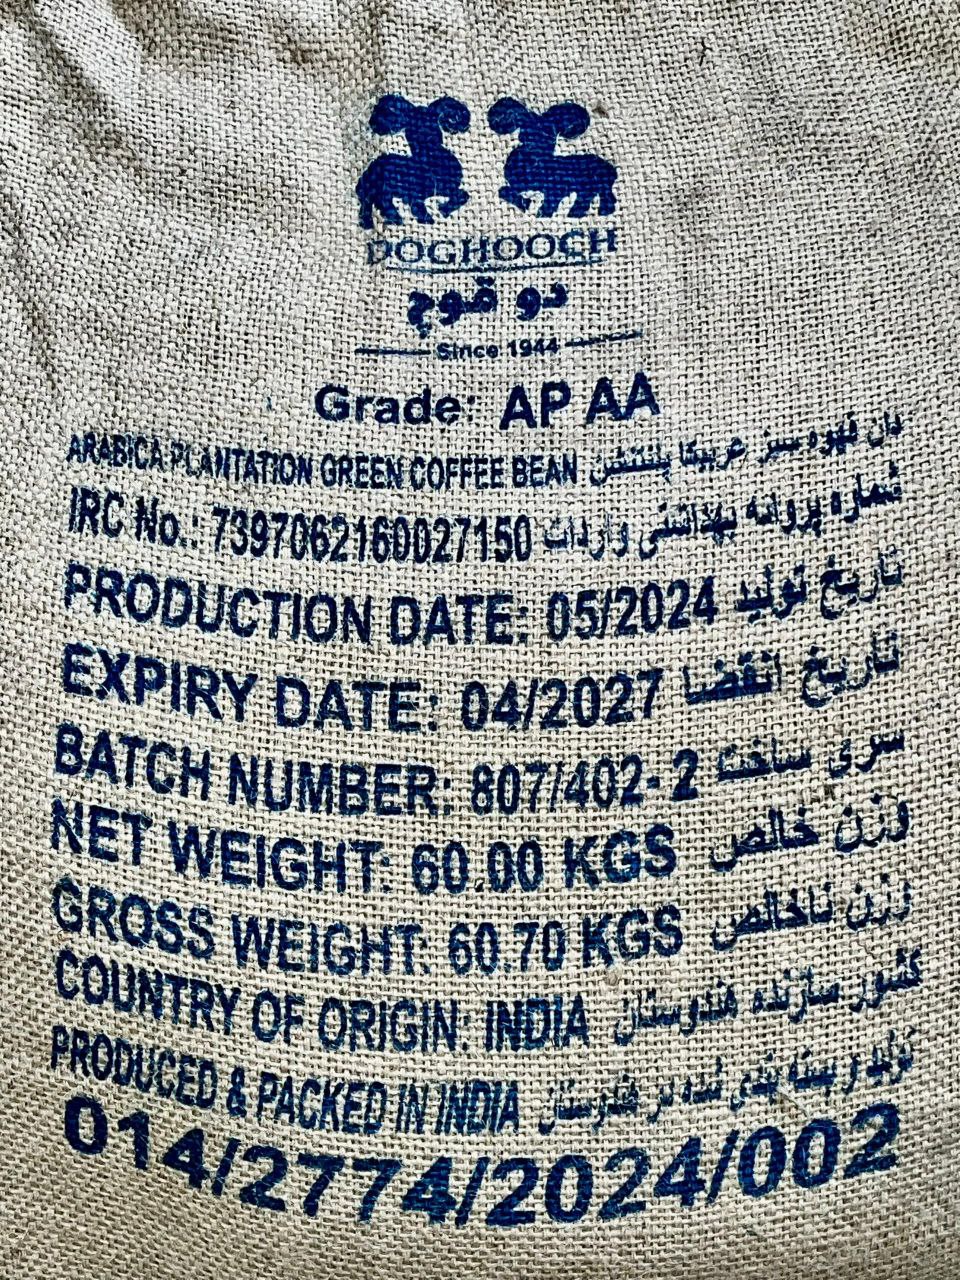 DOGHOOCH
دو قوچ
Since 1944
Grade: AP AA
ARABICA PLANTATION GREEN COFFEE BEAN دان قهوه سبز عربیکا پلنتیشن
IRC No.: 7397062160027150 شماره پروانه بهداشتی واردات
PRODUCTION DATE: 05/2024 تاریخ تولید
EXPIRY DATE: 04/2027 تاریخ انقضا
BATCH NUMBER: 807/402-2 سری ساخت
NET WEIGHT: 60.00 KGS وزن خالص
GROSS WEIGHT: 60.70 KGS وزن ناخالص
COUNTRY OF ORIGIN: INDIA کشور سازنده هندوستان
PRODUCED & PACKED IN INDIA تولید و بسته بندی شده در هندوستان
014/2774/2024/002